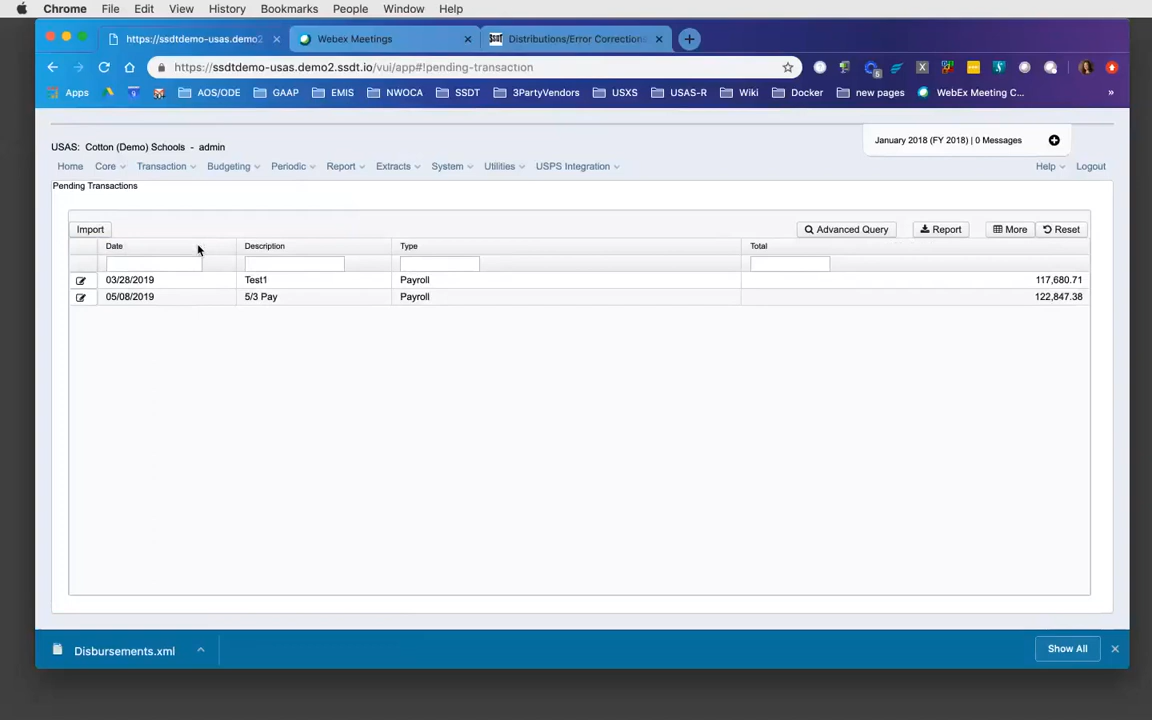 Chrome File Edit View History Bookmarks People Window Help
https://ssdtdemo-usas.demo2 Webex Meetings Distributions/Error Correction
https://ssdtdemo-usas.demo2.ssdt.io/vui/app#!pending-transaction
Apps AOS/ODE GAAP EMIS NWOCA SSDT 3PartyVendors USXS USAS-R Wiki Docker new pages WebEx Meeting C... »
January 2018 (FY 2018) | 0 Messages
USAS: Cotton (Demo) Schools - admin
Home Core Transaction Budgeting Periodic Report Extracts System Utilities USPS Integration Help Logout
Pending Transactions
Import Advanced Query Report More Reset
Date Description Type Total
03/28/2019 Test1 Payroll 117,680.71
05/08/2019 5/3 Pay Payroll 122,847.38
Disbursements.xml Show All